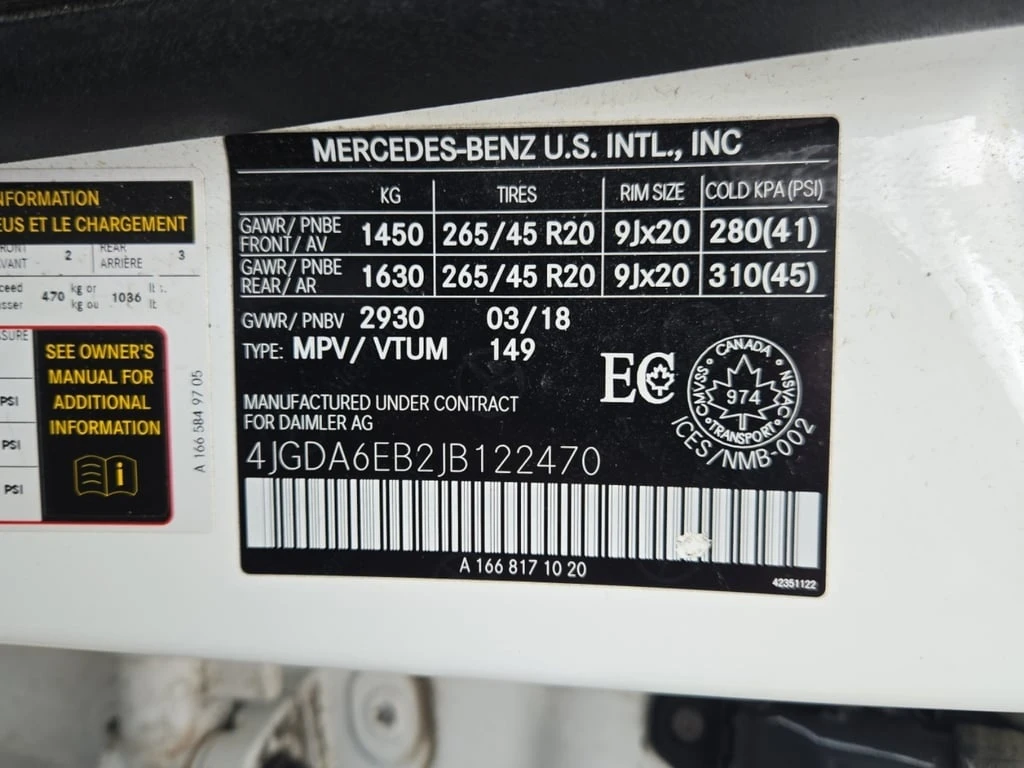 MERCEDES-BENZ U.S. INTL., INC
KG TIRES RIM SIZE COLD KPA (PSI)
GAWR/ PNBE FRONT/ AV 1450 265/45 R20 9Jx20 280(41)
GAWR/ PNBE REAR/ AR 1630 265/45 R20 9Jx20 310(45)
GVWR/ PNBV 2930 03/18
TYPE: MPV/ VTUM 149
EC
CANADA
CMVSS/NSVAC
974
TRANSPORT
ICES/NMB-002
MANUFACTURED UNDER CONTRACT
FOR DAIMLER AG
4JGDA6EB2JB122470
A 166 817 10 20
42351122
NFORMATION
EUS ET LE CHARGEMENT
RONT
VANT 2
REAR
ARRIÈRE 3
ceed
sser 470 kg or
kg ou 1036
lb
SSURE
PSI
PSI
PSI
SEE OWNER'S
MANUAL FOR
ADDITIONAL
INFORMATION
A 166 584 97 05